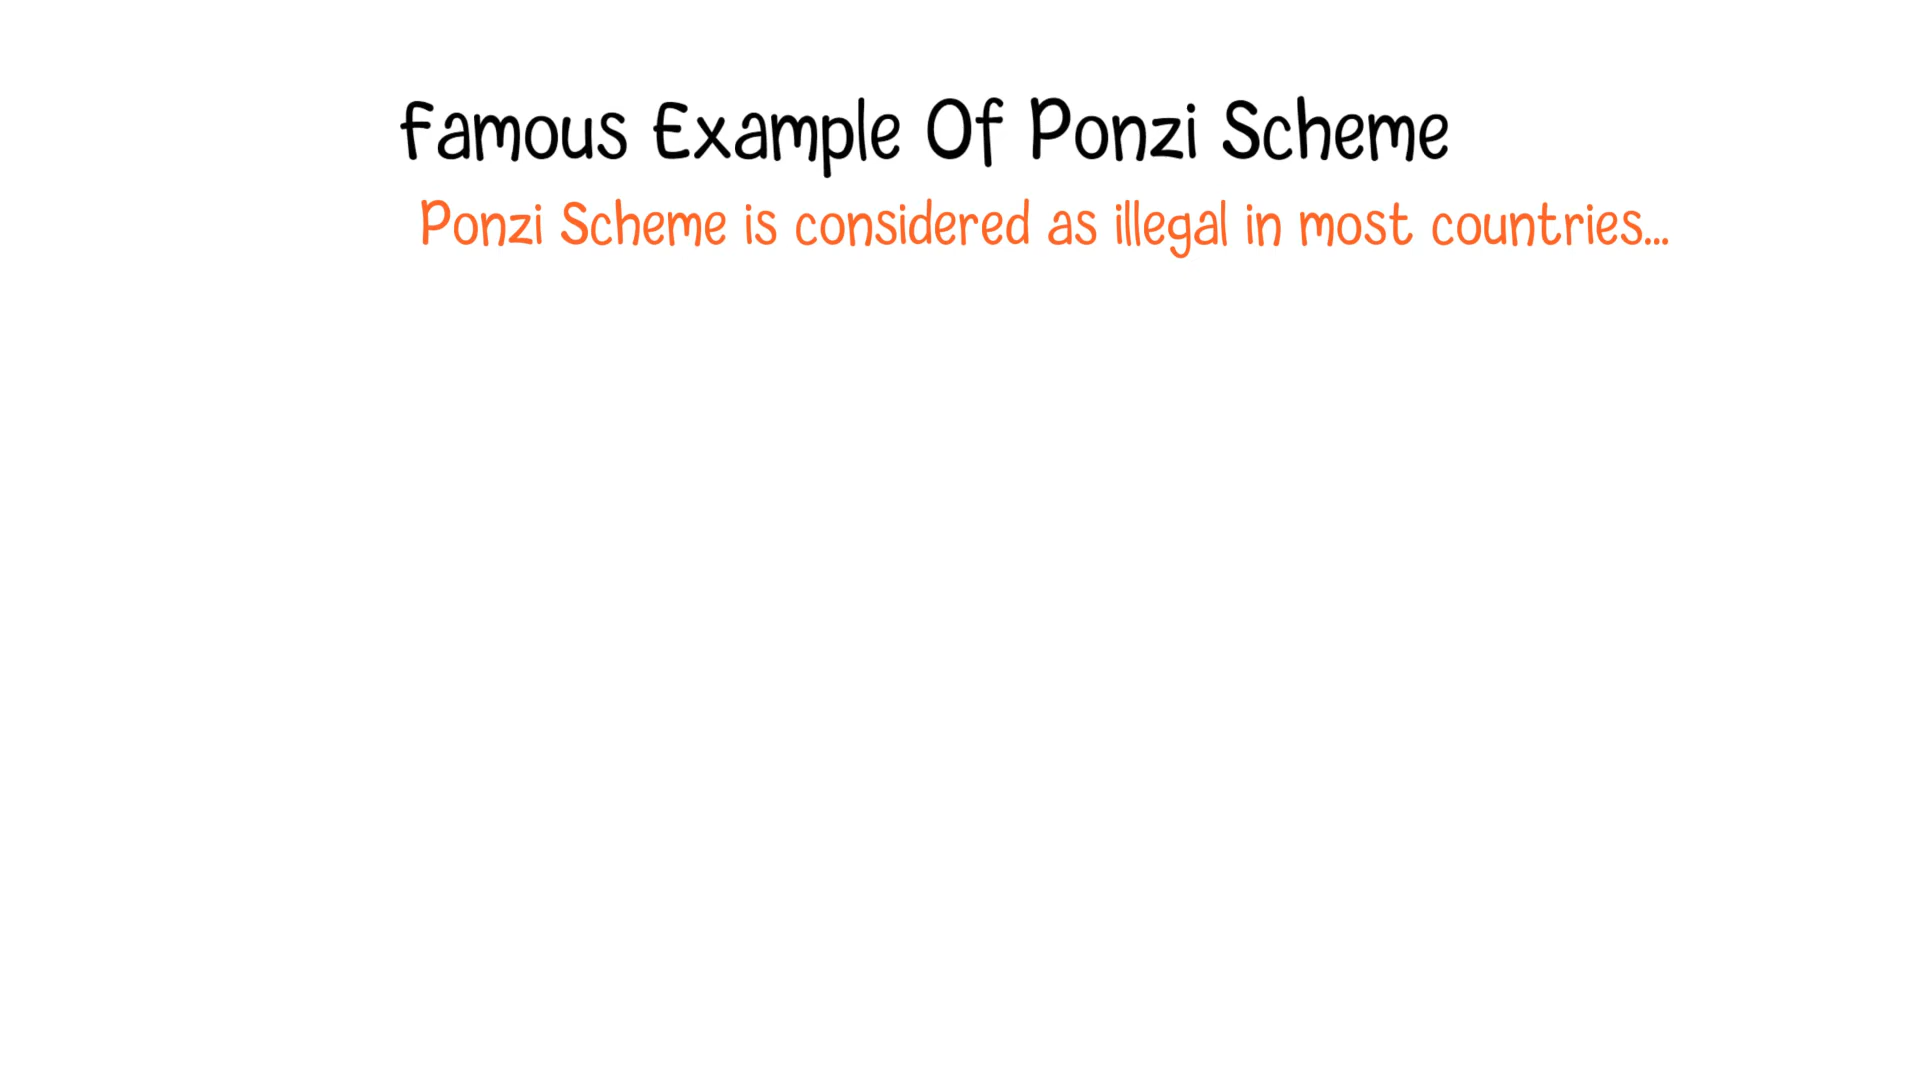 Famous Example Of Ponzi Scheme
Ponzi Scheme is considered as illegal in most countries...